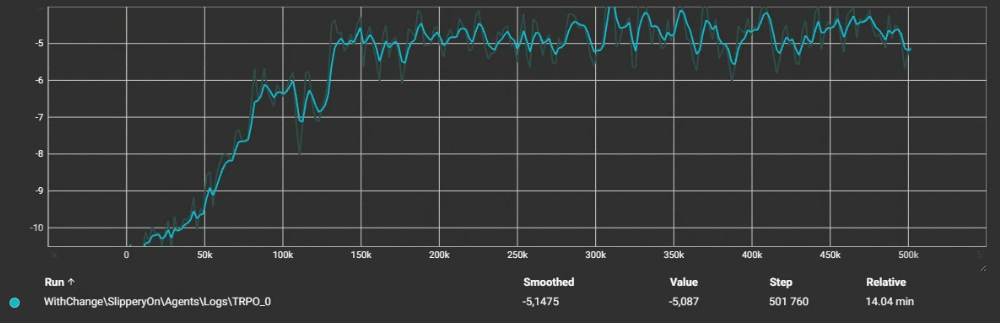 -5
-6
-7
-8
-9
-10
0 50k 100k 150k 200k 250k 300k 350k 400k 450k 500k
Run ↑ Smoothed Value Step Relative
WithChange\SlipperyOn\Agents\Logs\TRPO_0 -5,1475 -5,087 501 760 14.04 min